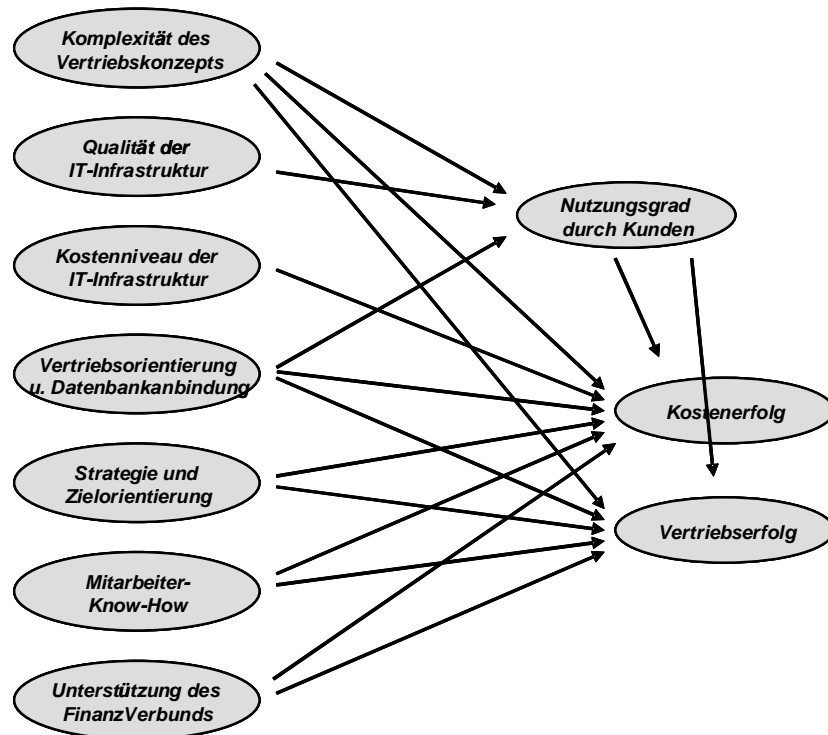 Komplexität des
Vertriebskonzepts
Qualität der
IT-Infrastruktur
Nutzungsgrad
durch Kunden
Kostenniveau der
IT-Infrastruktur
Vertriebsorientierung
u. Datenbankanbindung
Kostenerfolg
Strategie und
Zielorientierung
Vertriebserfolg
Mitarbeiter-
Know-How
Unterstützung des
FinanzVerbunds